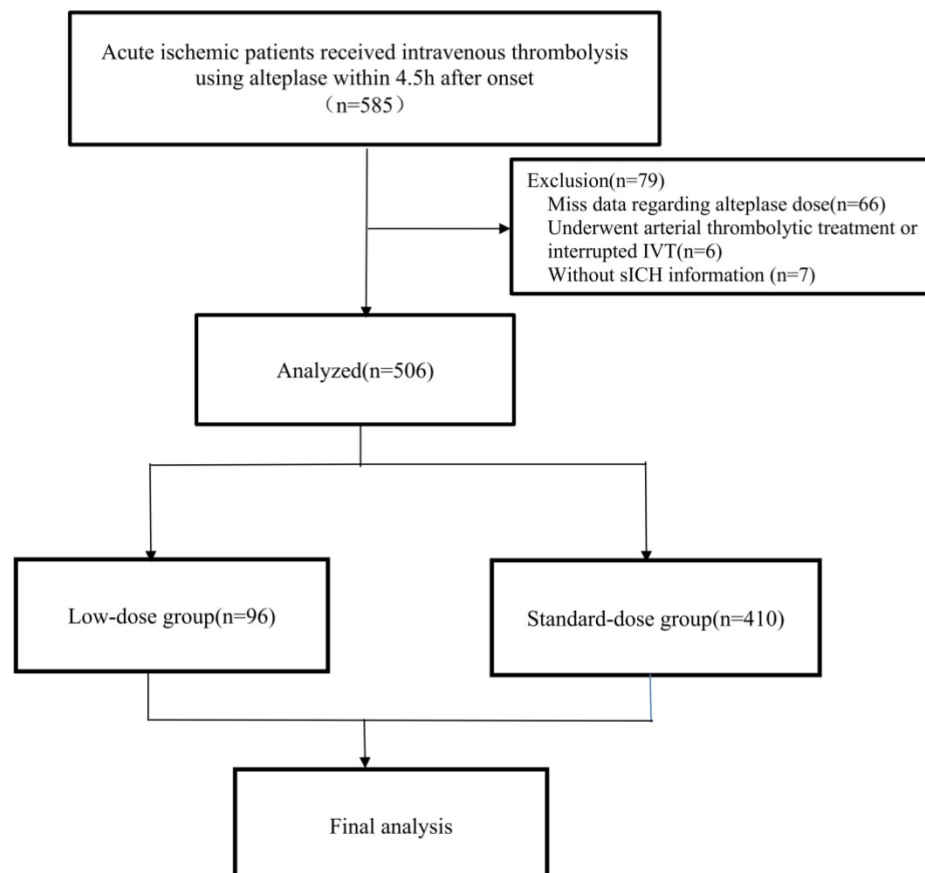 Acute ischemic patients received intravenous thrombolysis
using alteplase within 4.5h after onset
（n=585）
Exclusion(n=79)
Miss data regarding alteplase dose(n=66)
Underwent arterial thrombolytic treatment or
interrupted IVT(n=6)
Without sICH information (n=7)
Analyzed(n=506)
Low-dose group(n=96)
Standard-dose group(n=410)
Final analysis